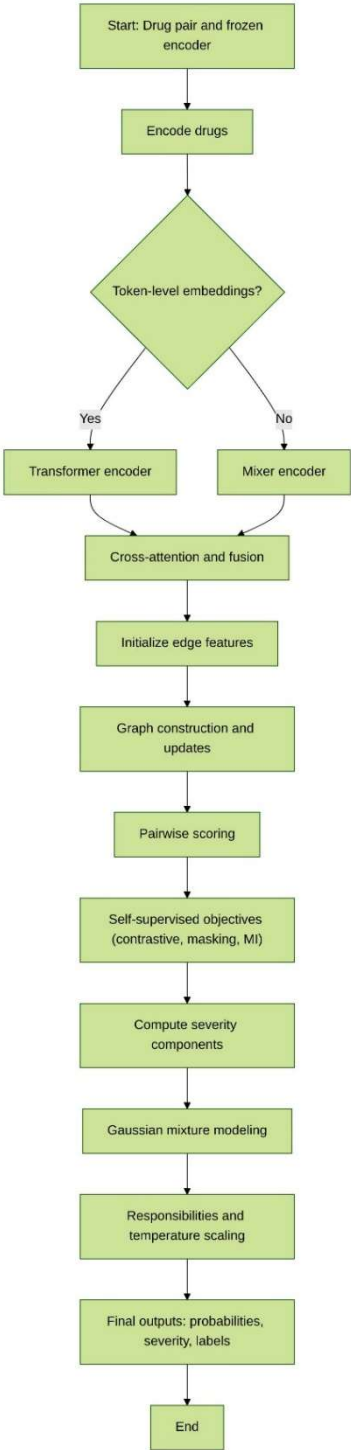 Start: Drug pair and frozen
encoder
Encode drugs
Token-level embeddings?
Yes
No
Transformer encoder
Mixer encoder
Cross-attention and fusion
Initialize edge features
Graph construction and
updates
Pairwise scoring
Self-supervised objectives
(contrastive, masking, MI)
Compute severity
components
Gaussian mixture modeling
Responsibilities and
temperature scaling
Final outputs: probabilities,
severity, labels
End